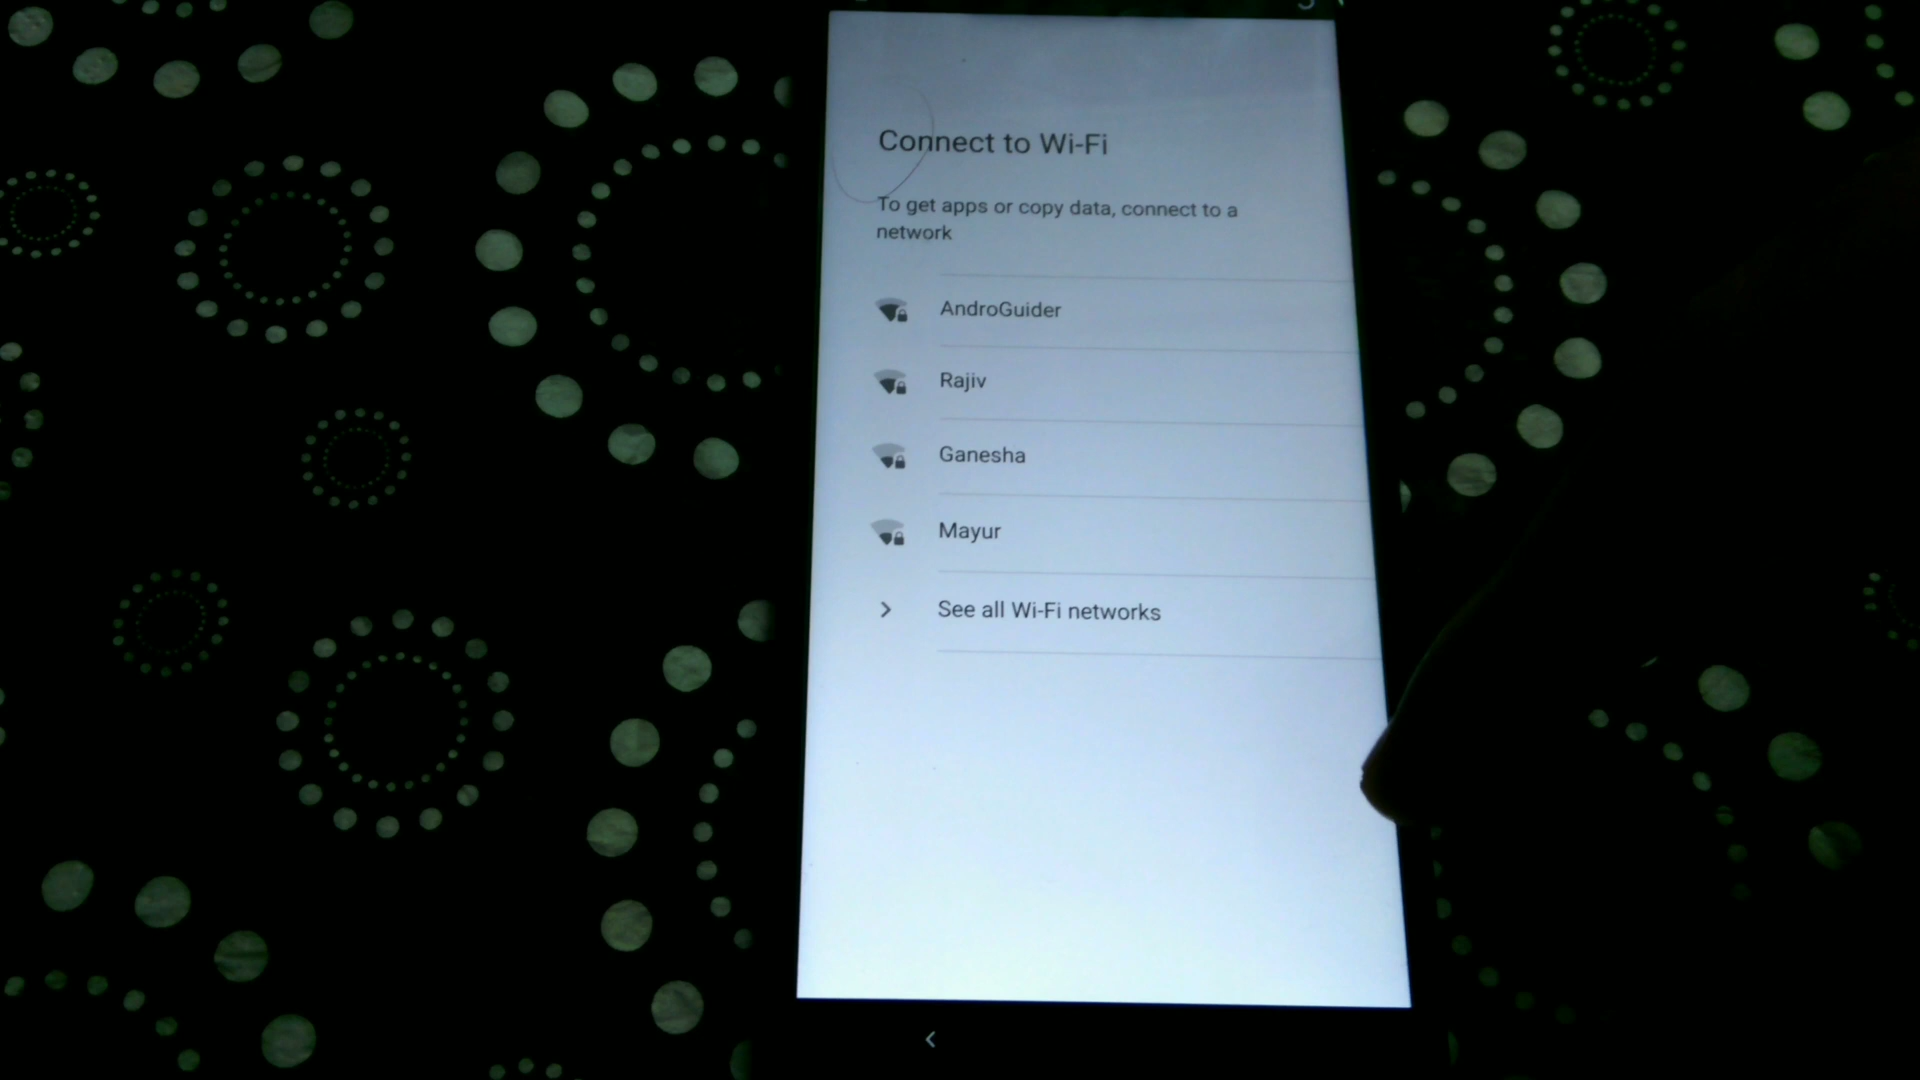 Connect to Wi-Fi
To get apps or copy data, connect to a
network
AndroGuider
Rajiv
Ganesha
Mayur
See all Wi-Fi networks